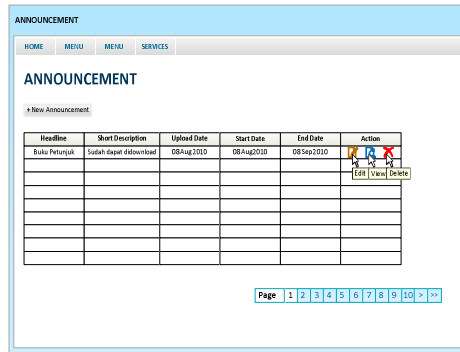 ANNOUNCEMENT
HOME MENU MENU SERVICES
ANNOUNCEMENT
+ New Announcement
Headline Short Description Upload Date Start Date End Date Action
Buku Petunjuk Sudah dapat didownload 08Aug2010 08Aug2010 08Sep2010
Edit View Delete
Page 1 2 3 4 5 6 7 8 9 10 > >>